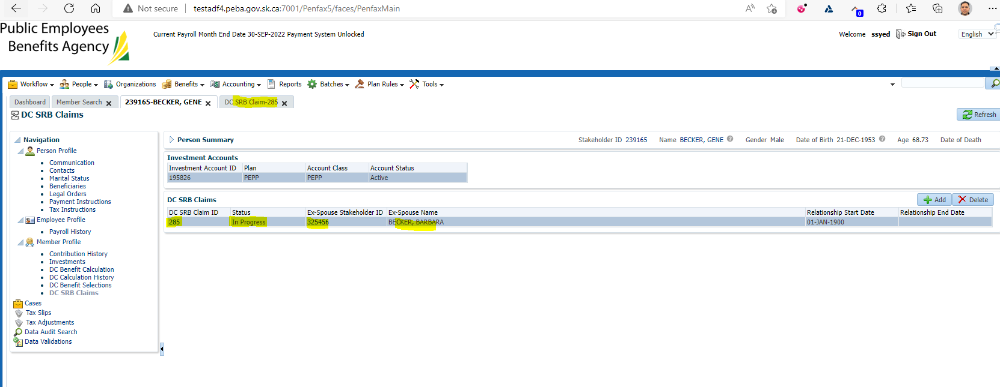 Not secure testadf4.peba.gov.sk.ca:7001/Penfax5/faces/PenfaxMain
0
Public Employees
Benefits Agency
Current Payroll Month End Date 30-SEP-2022 Payment System Unlocked
Welcome ssyed Sign Out English
Workflow People Organizations Benefits Accounting Reports Batches Plan Rules Tools
Dashboard Member Search 239165-BECKER, GENE DC SRB Claim-285
DC SRB Claims
Refresh
Navigation
Person Profile
Communication
Contacts
Marital Status
Beneficiaries
Legal Orders
Payment Instructions
Tax Instructions
Employee Profile
Payroll History
Member Profile
Contribution History
Investments
DC Benefit Calculation
DC Calculation History
DC Benefit Selections
DC SRB Claims
Cases
Tax Slips
Tax Adjustments
Data Audit Search
Data Validations
Person Summary Stakeholder ID 239165 Name BECKER, GENE Gender Male Date of Birth 21-DEC-1953 Age 68.73 Date of Death
Investment Accounts
Investment Account ID Plan Account Class Account Status
195826 PEPP PEPP Active
DC SRB Claims Add Delete
DC SRB Claim ID Status Ex-Spouse Stakeholder ID Ex-Spouse Name Relationship Start Date Relationship End Date
285 In Progress 325456 BECKER, BARBARA 01-JAN-1900